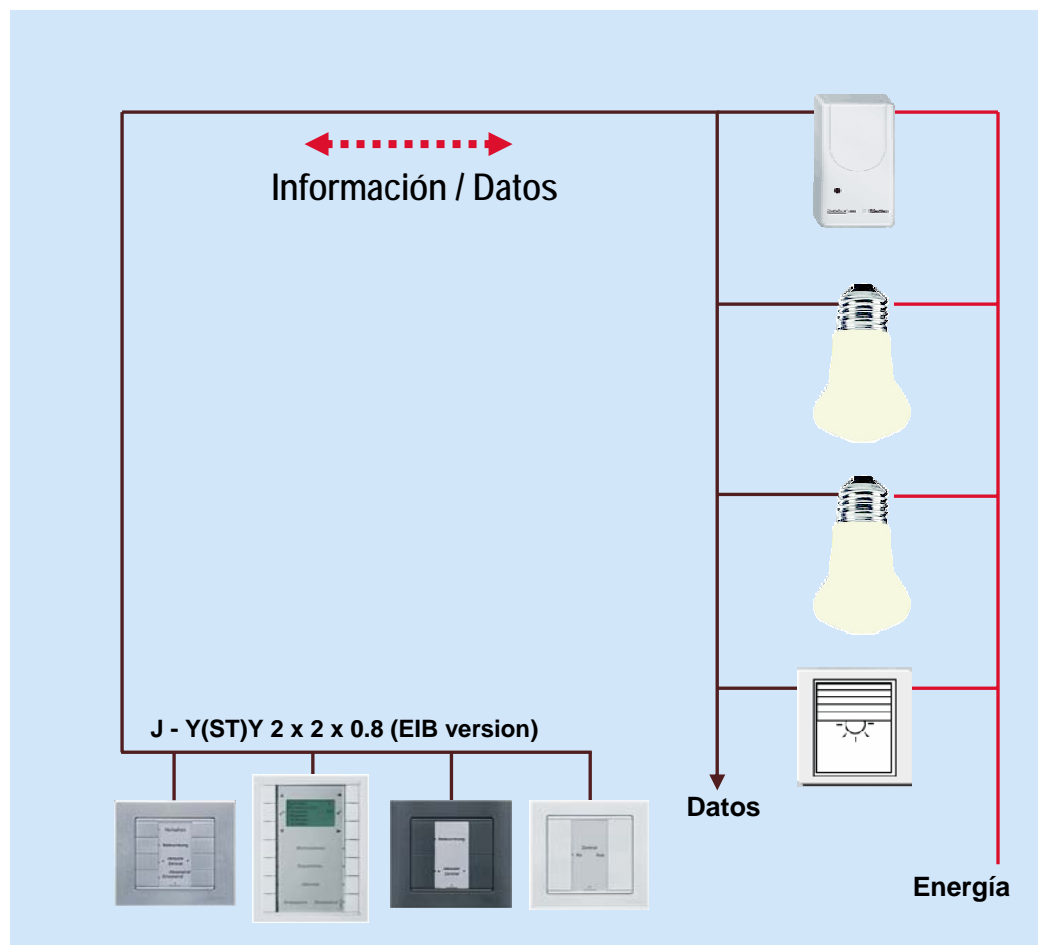 Información / Datos
J - Y(ST)Y 2 x 2 x 0.8 (EIB version)
Datos
Energía